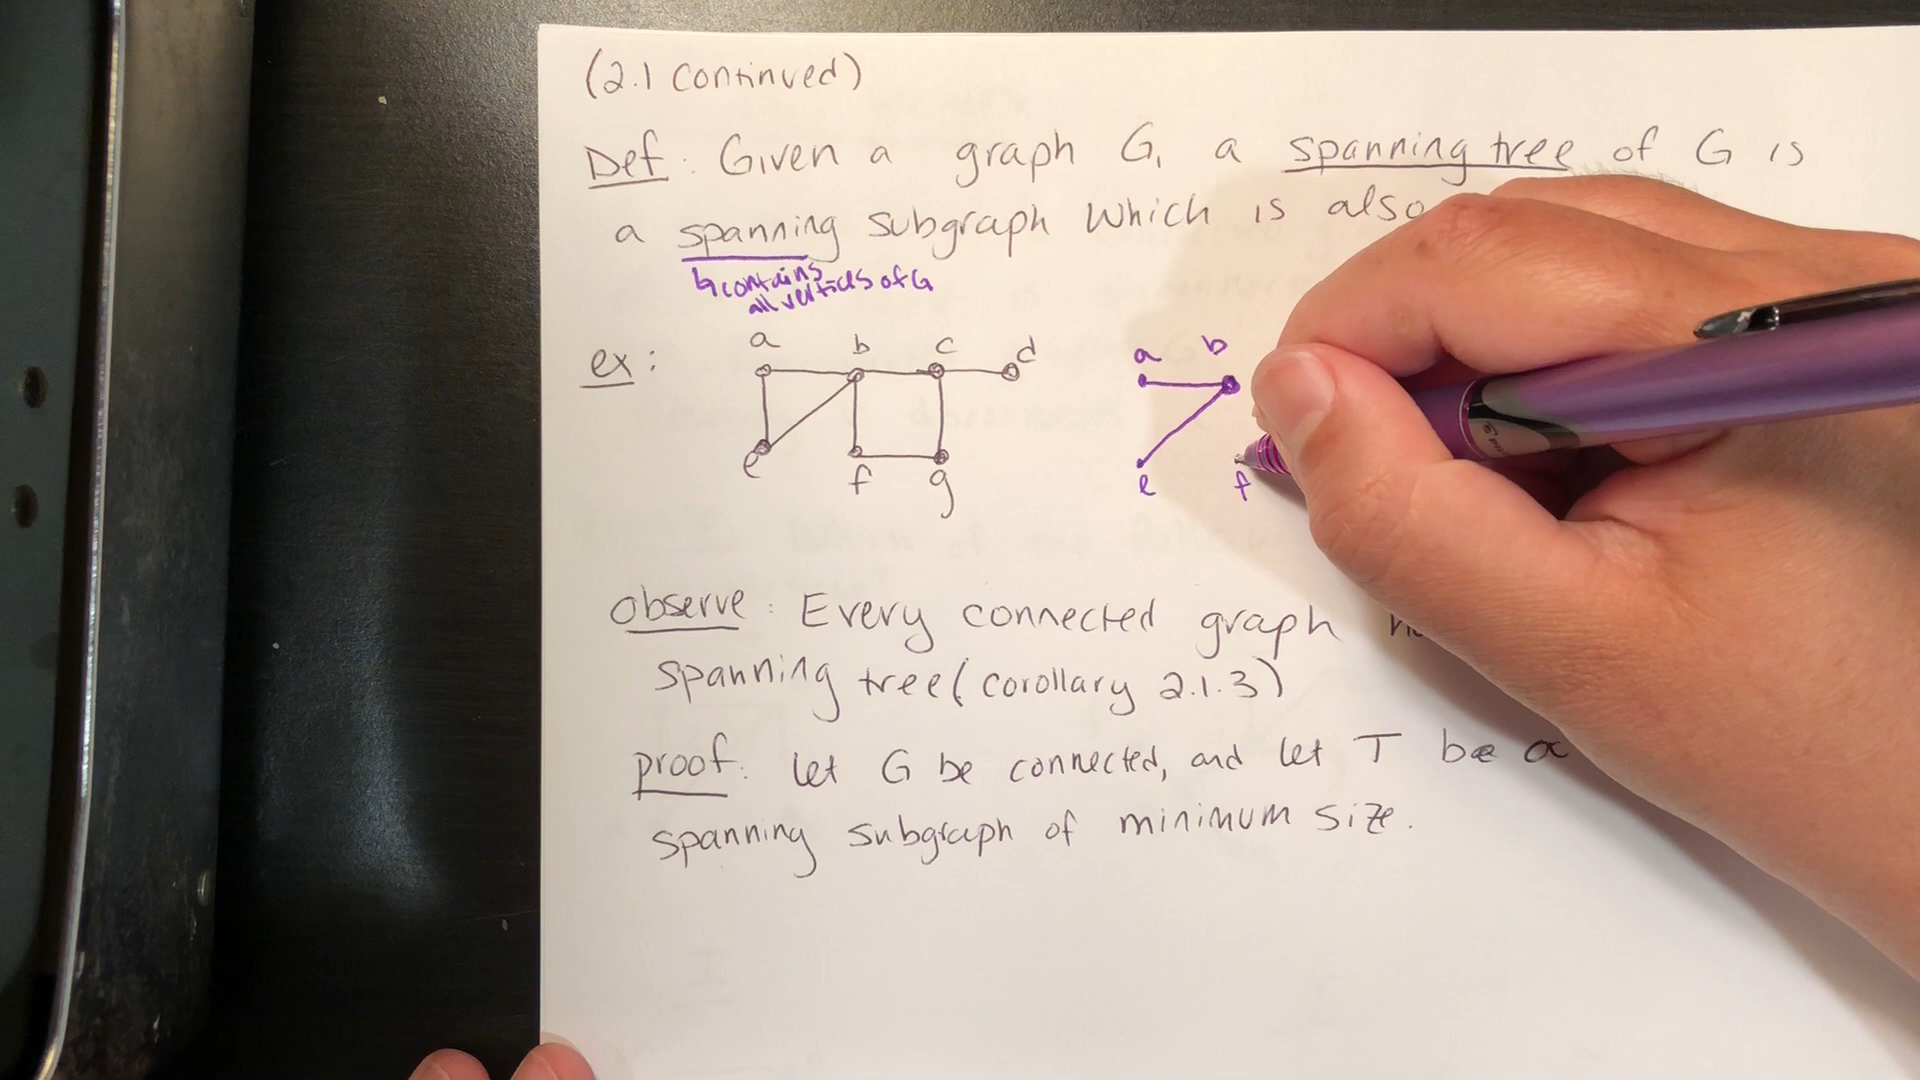 (2.1 continued)
Def: Given a graph G, a spanning tree of G is
a spanning subgraph which is also
↳ contains
all vertices of G
ex:
a b c d
e f g
a b
e f
observe: Every connected graph
spanning tree (corollary 2.1.3)
proof: let G be connected, and let T be a
spanning subgraph of minimum size.